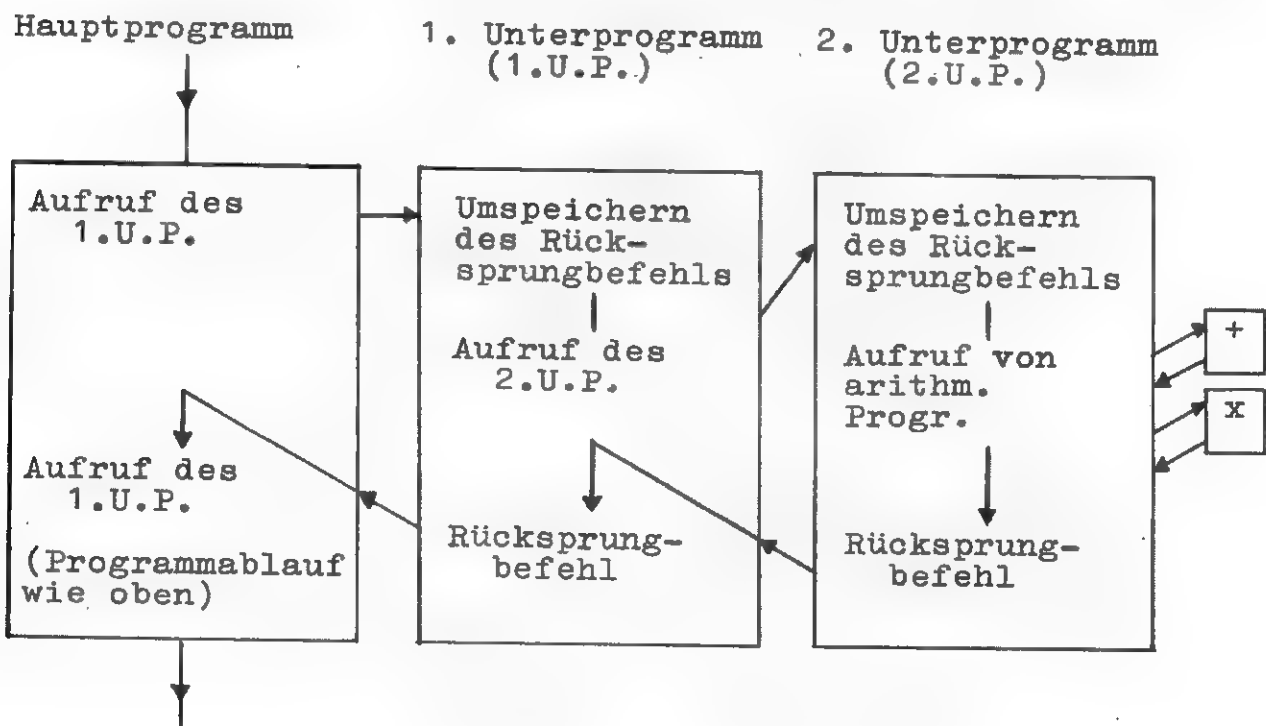 Hauptprogramm
1. Unterprogramm
(1.U.P.)
2. Unterprogramm
(2.U.P.)
Aufruf des
1.U.P.
Aufruf des
1.U.P.
(Programmablauf
wie oben)
Umspeichern
des Rück-
sprungbefehls
Aufruf des
2.U.P.
Rücksprung-
befehl
Umspeichern
des Rück-
sprungbefehls
Aufruf von
arithm.
Progr.
Rücksprung-
befehl
+
x